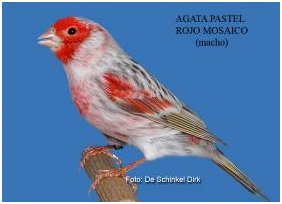 AGATA PASTEL
ROJO MOSAICO
(macho)
Foto: De Schinkel Dirk